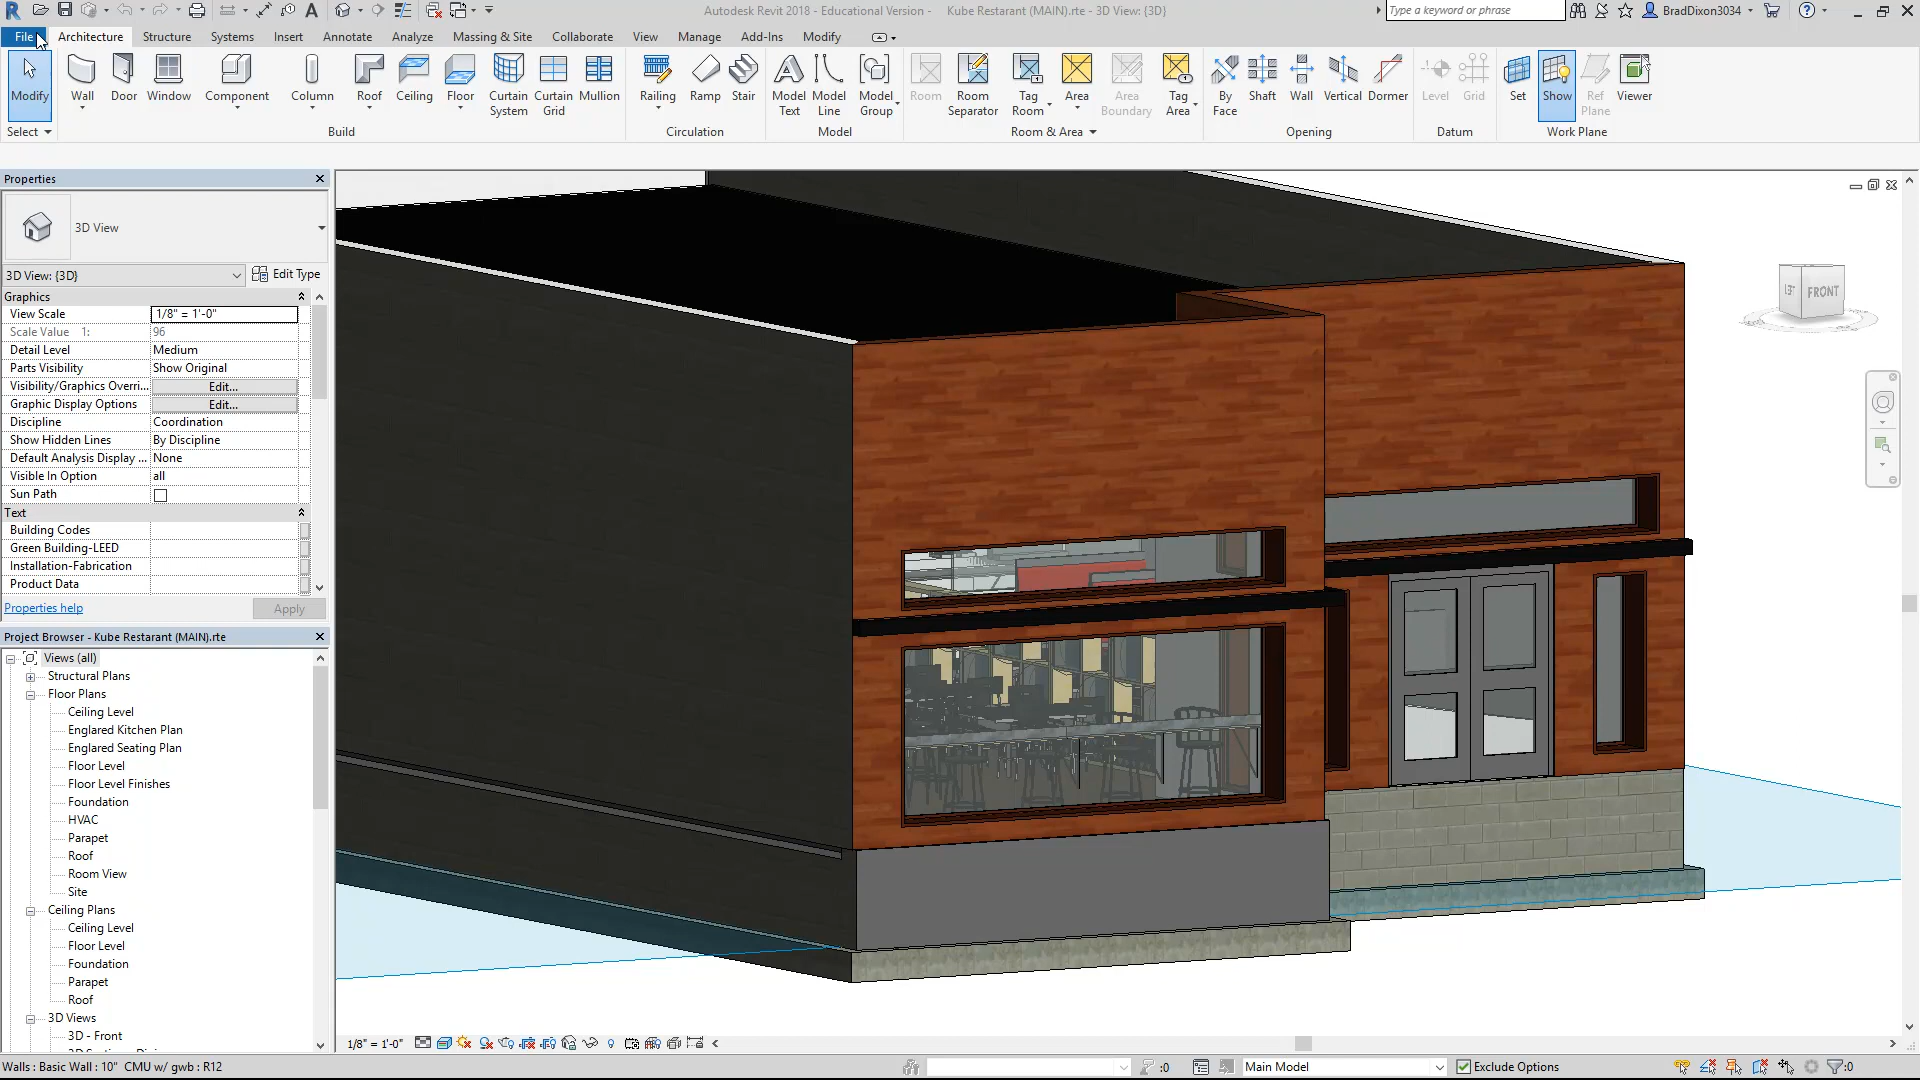 Autodesk Revit 2018 - Educational Version - Kube Restarant (MAIN).rte - 3D View: {3D}
Type a keyword or phrase
BradDixon3034
File Architecture Structure Systems Insert Annotate Analyze Massing & Site Collaborate View Manage Add-Ins Modify
Modify Wall Door Window Component Column Roof Ceiling Floor Curtain System Curtain Grid Mullion Railing Ramp Stair Model Text Model Line Model Group Room Room Separator Tag Room Area Area Boundary Tag Area By Face Shaft Wall Vertical Dormer Level Grid Set Show Ref Plane Viewer
Select Build Circulation Model Room & Area Opening Datum Work Plane
Properties
3D View
3D View: {3D} Edit Type
Graphics
View Scale 1/8" = 1'-0"
Scale Value 1: 96
Detail Level Medium
Parts Visibility Show Original
Visibility/Graphics Overri... Edit...
Graphic Display Options Edit...
Discipline Coordination
Show Hidden Lines By Discipline
Default Analysis Display ... None
Visible In Option all
Sun Path
Text
Building Codes
Green Building-LEED
Installation-Fabrication
Product Data
Properties help Apply
Project Browser - Kube Restarant (MAIN).rte
Views (all)
Structural Plans
Floor Plans
Ceiling Level
Englared Kitchen Plan
Englared Seating Plan
Floor Level
Floor Level Finishes
Foundation
HVAC
Parapet
Roof
Room View
Site
Ceiling Plans
Ceiling Level
Floor Level
Foundation
Parapet
Roof
3D Views
3D - Front
FRONT
1/8" = 1'-0"
Walls : Basic Wall : 10" CMU w/ gwb : R12
:0 Main Model Exclude Options :0